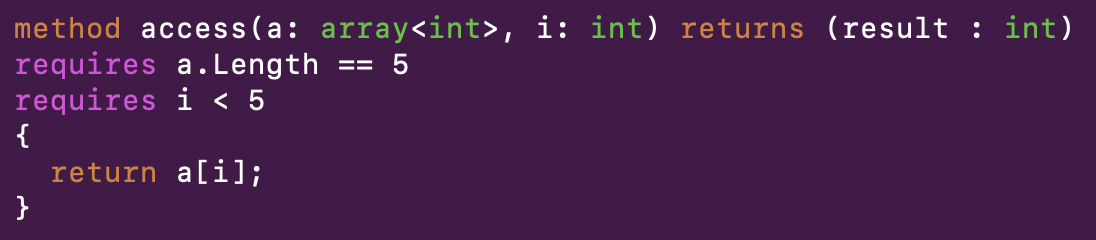 method access(a: array<int>, i: int) returns (result : int)
requires a.Length == 5
requires i < 5
{
  return a[i];
}